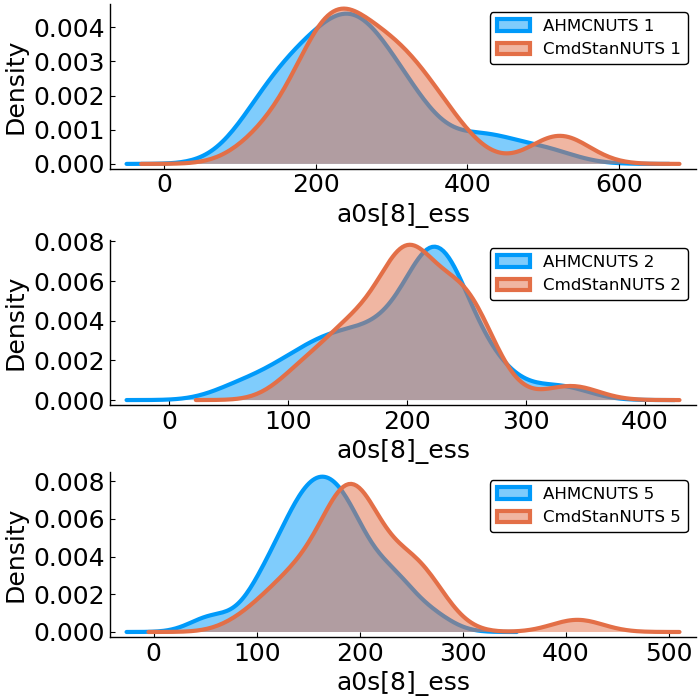 Density
0.004
0.003
0.002
0.001
0.000
AHMCNUTS 1
CmdStanNUTS 1
0 200 400 600
a0s[8]_ess
Density
0.008
0.006
0.004
0.002
0.000
AHMCNUTS 2
CmdStanNUTS 2
0 100 200 300 400
a0s[8]_ess
Density
0.008
0.006
0.004
0.002
0.000
AHMCNUTS 5
CmdStanNUTS 5
0 100 200 300 400 500
a0s[8]_ess